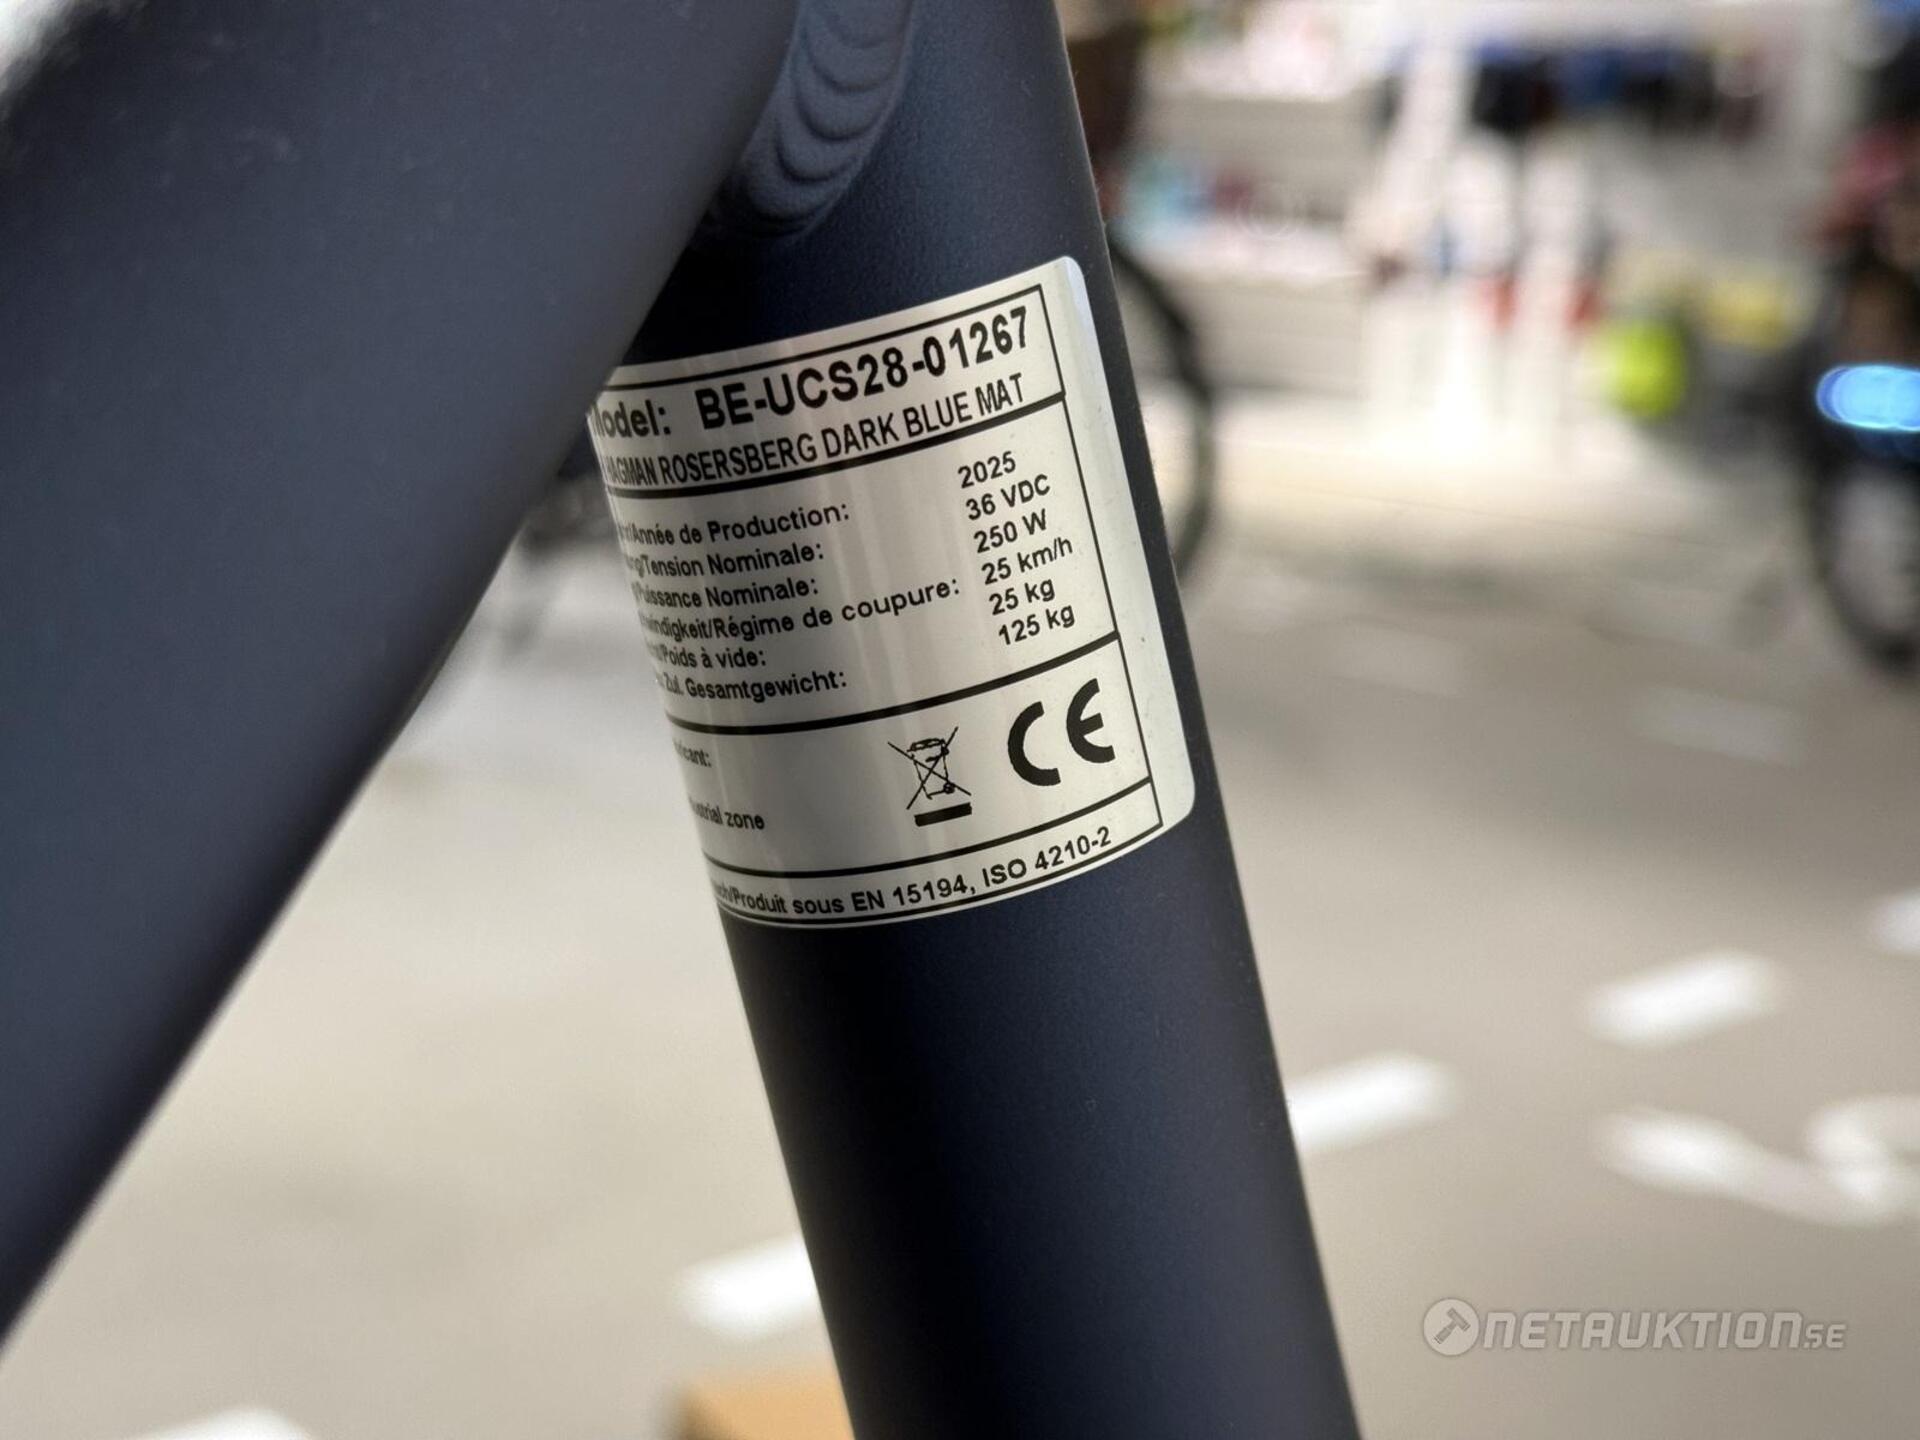 Model: BE-UCS28-01267
HAGMAN ROSERSBERG DARK BLUE MAT
Année de Production: 2025
Tension Nominale: 36 VDC
Puissance Nominale: 250 W
Régime de coupure: 25 km/h
Poids à vide: 25 kg
Zul. Gesamtgewicht: 125 kg
CE
zone
Produit sous EN 15194, ISO 4210-2
NETAUKTION.SE